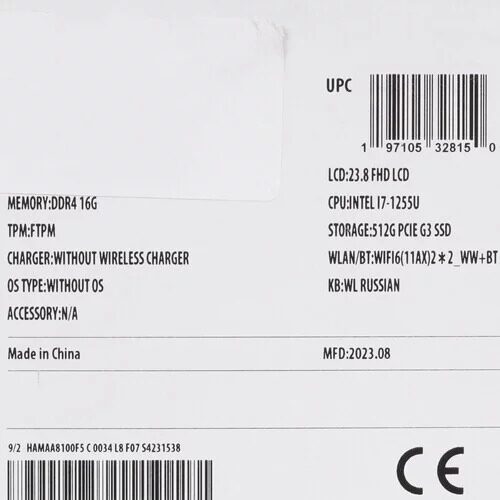 UPC
1 97105 32815 0
LCD:23.8 FHD LCD
MEMORY:DDR4 16G
CPU:INTEL I7-1255U
TPM:FTPM
STORAGE:512G PCIE G3 SSD
CHARGER:WITHOUT WIRELESS CHARGER
WLAN/BT:WIFI6(11AX)2*2_WW+BT
OS TYPE:WITHOUT OS
KB:WL RUSSIAN
ACCESSORY:N/A
Made in China
MFD:2023.08
9/2 HAMAA8100F5 C 0034 L8 F07 S4231538
CE